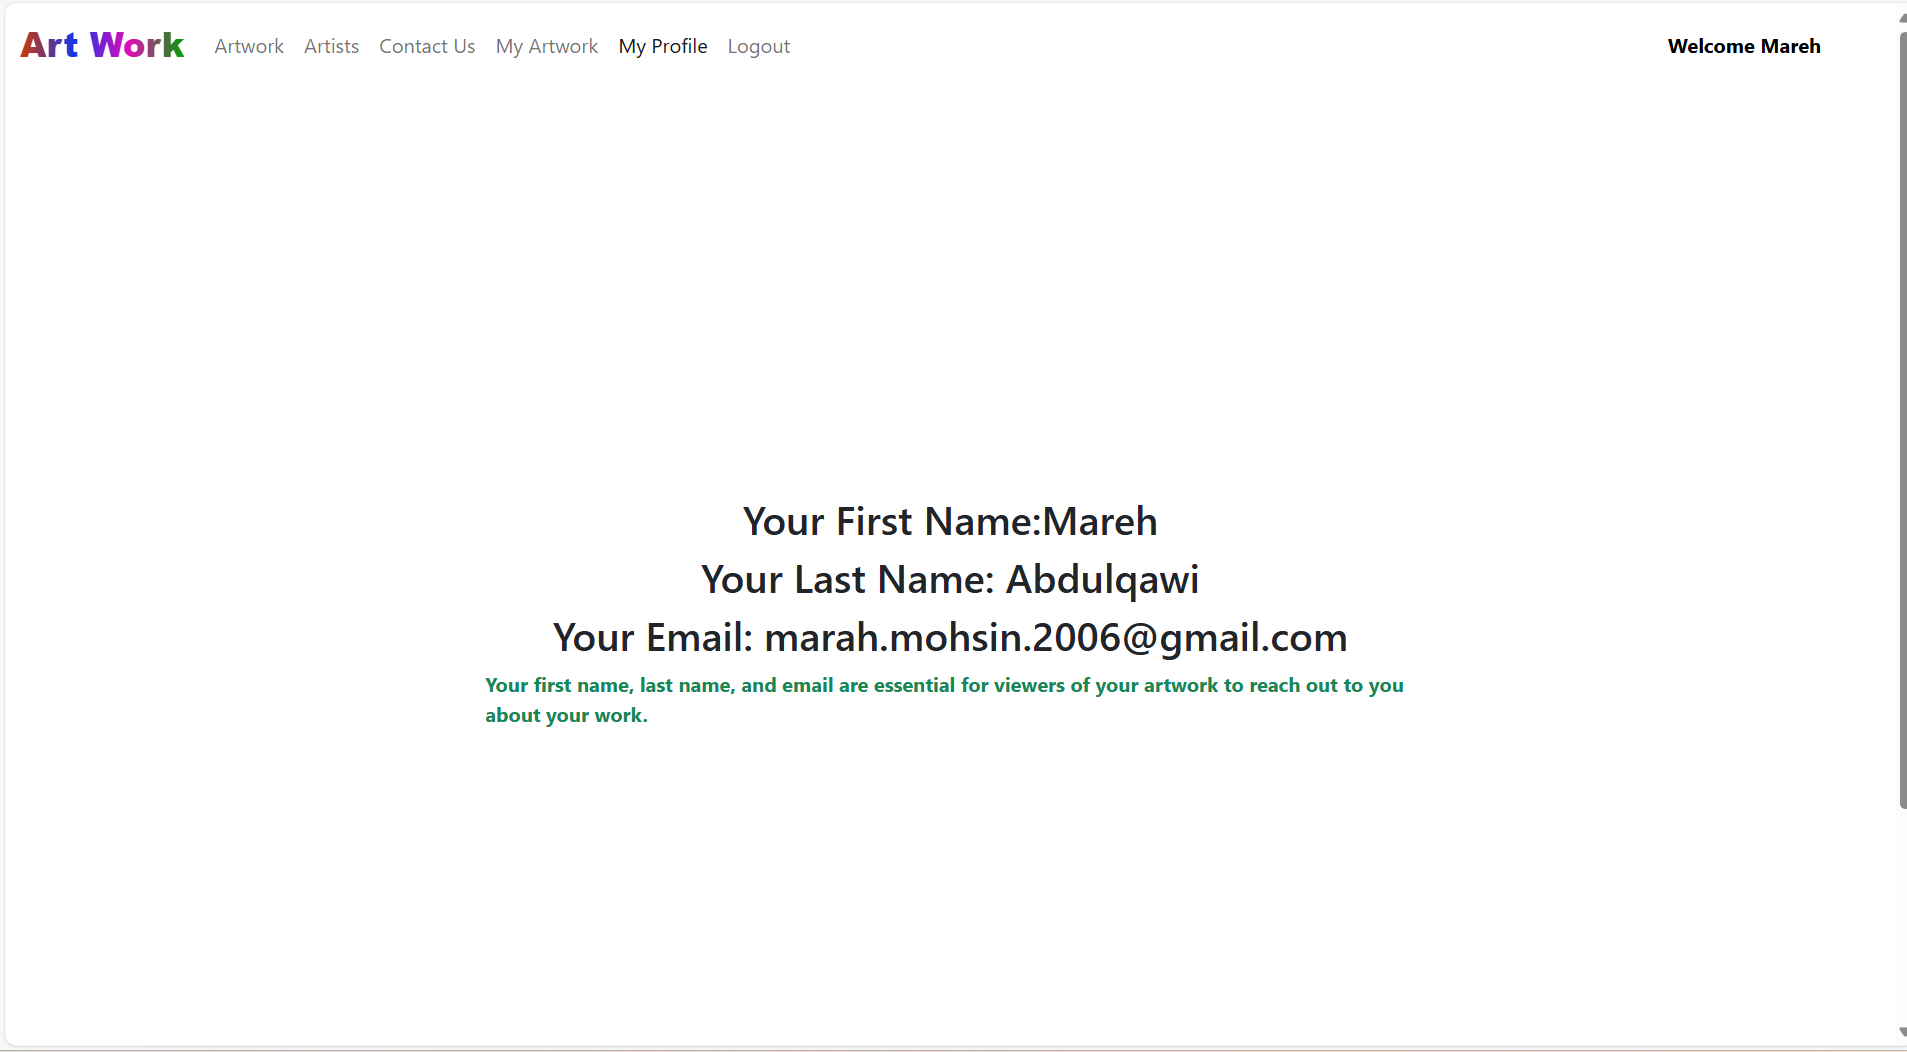 Art Work Artwork Artists Contact Us My Artwork My Profile Logout Welcome Mareh
Your First Name:Mareh
Your Last Name: Abdulqawi
Your Email: marah.mohsin.2006@gmail.com
Your first name, last name, and email are essential for viewers of your artwork to reach out to you
about your work.